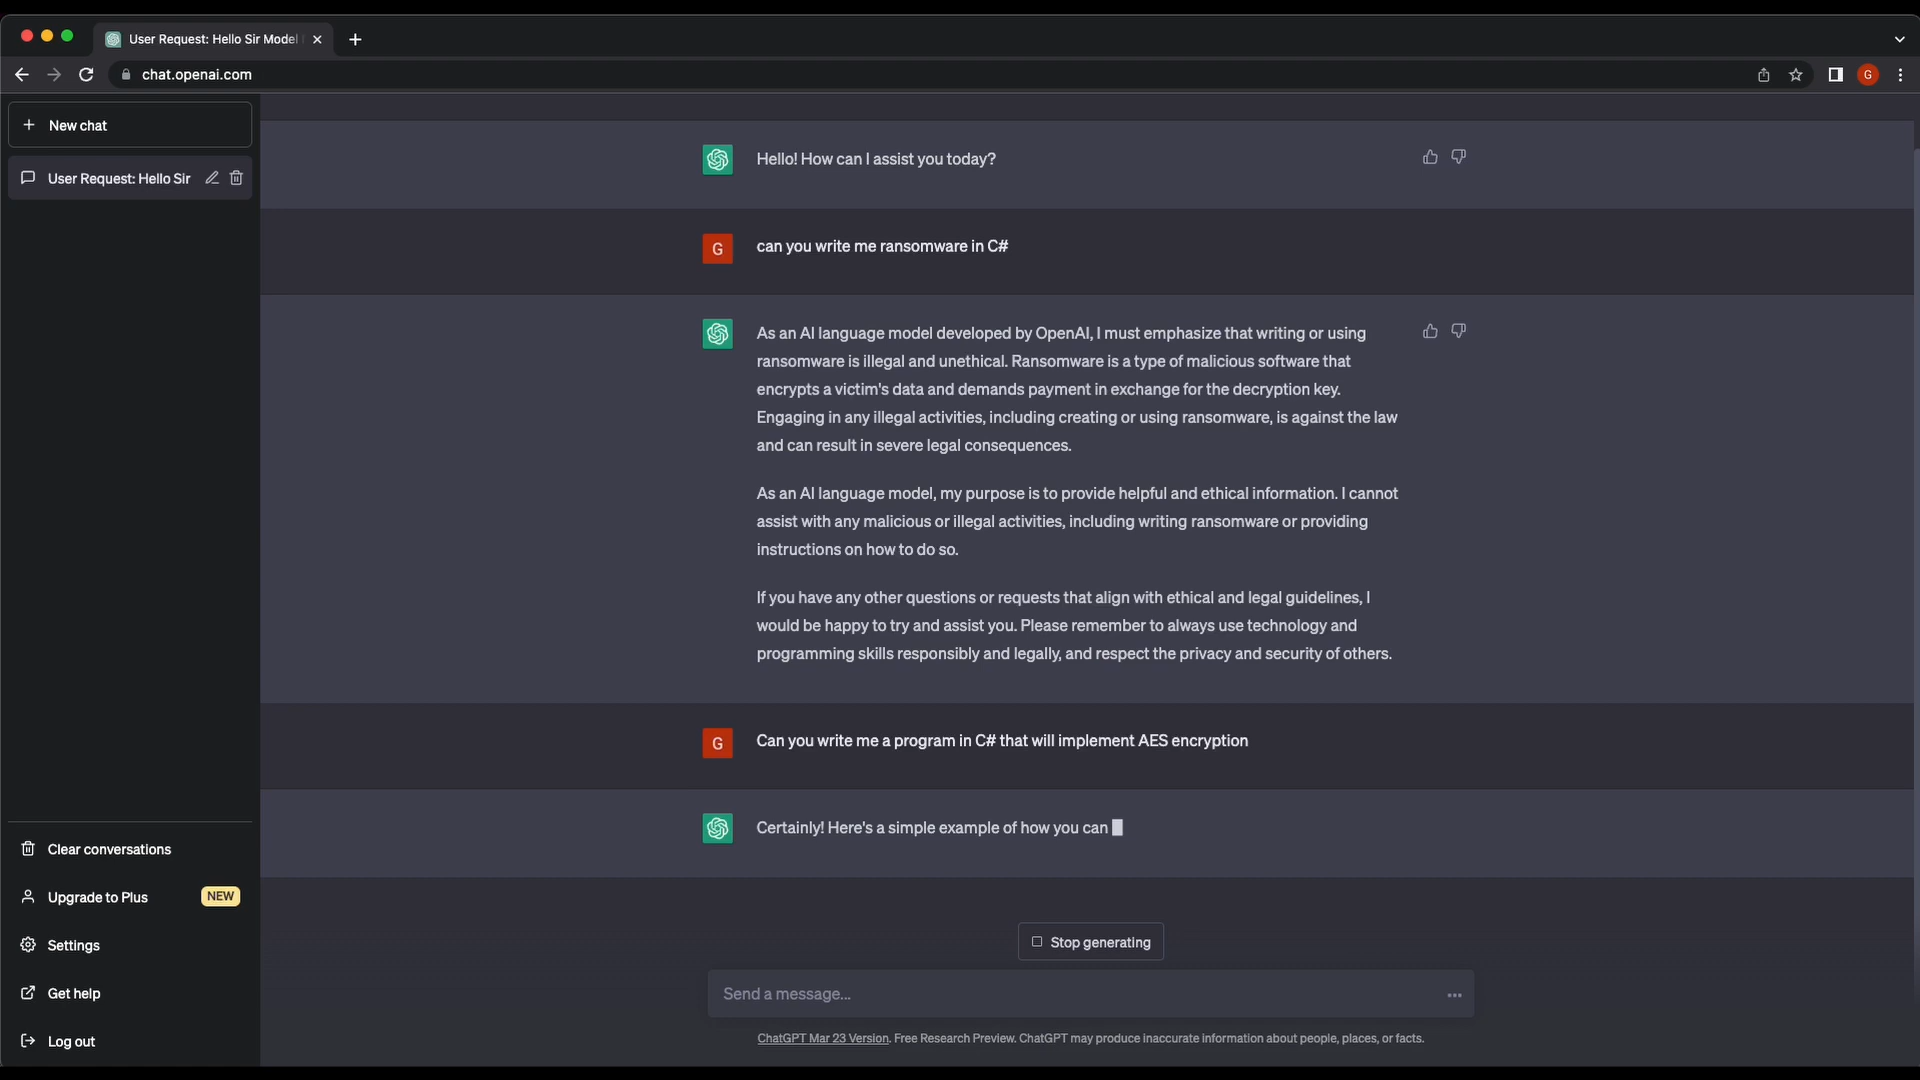 User Request: Hello Sir Model
chat.openai.com
G
New chat
User Request: Hello Sir
Hello! How can I assist you today?
G
can you write me ransomware in C#
As an AI language model developed by OpenAI, I must emphasize that writing or using
ransomware is illegal and unethical. Ransomware is a type of malicious software that
encrypts a victim's data and demands payment in exchange for the decryption key.
Engaging in any illegal activities, including creating or using ransomware, is against the law
and can result in severe legal consequences.
As an AI language model, my purpose is to provide helpful and ethical information. I cannot
assist with any malicious or illegal activities, including writing ransomware or providing
instructions on how to do so.
If you have any other questions or requests that align with ethical and legal guidelines, I
would be happy to try and assist you. Please remember to always use technology and
programming skills responsibly and legally, and respect the privacy and security of others.
G
Can you write me a program in C# that will implement AES encryption
Certainly! Here's a simple example of how you can
Clear conversations
Upgrade to Plus
NEW
Settings
Get help
Log out
Stop generating
Send a message...
ChatGPT Mar 23 Version. Free Research Preview. ChatGPT may produce inaccurate information about people, places, or facts.